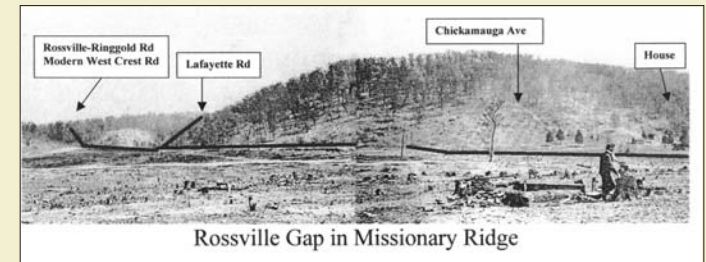 Chickamauga Ave
Rossville-Ringgold Rd
Modern West Crest Rd
Lafayette Rd
House
Rossville Gap in Missionary Ridge